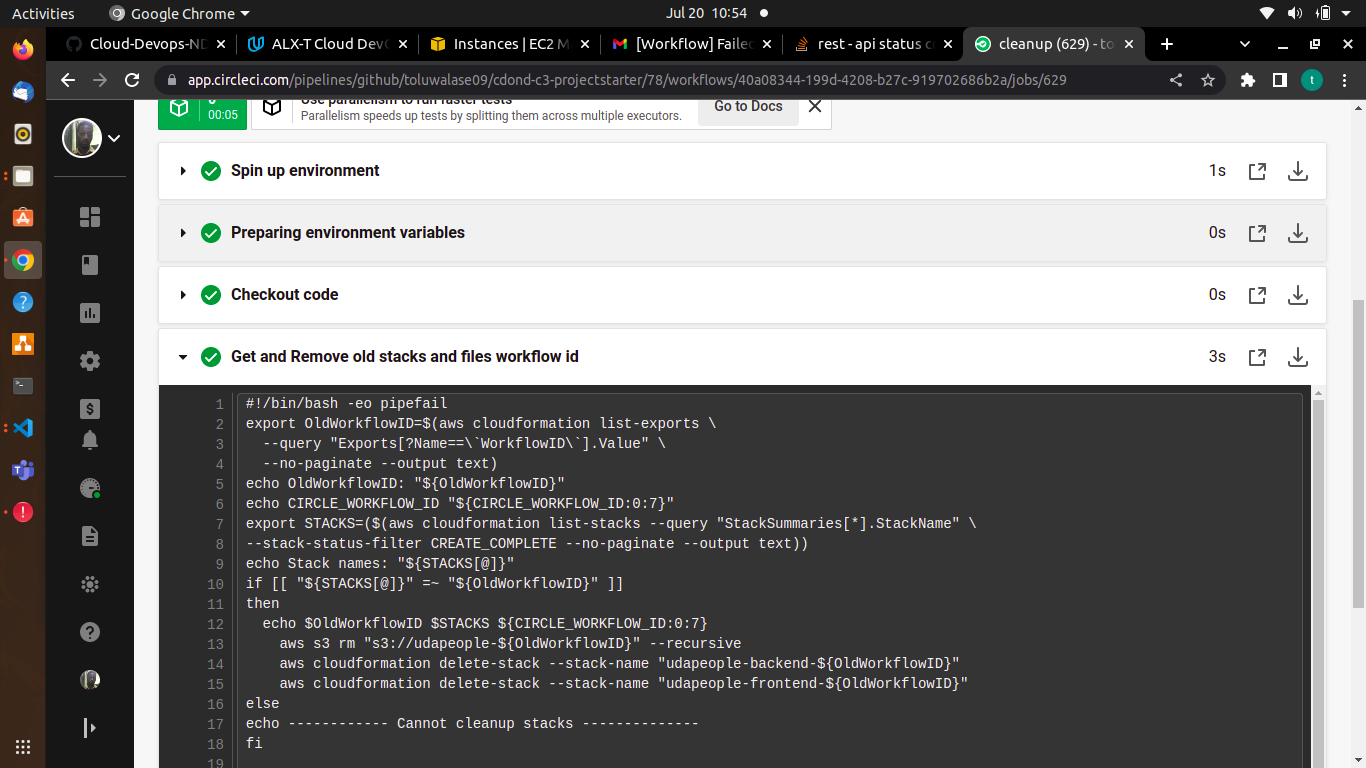 Activities
Google Chrome
Jul 20 10:54
Cloud-Devops-ND
ALX-T Cloud Dev
Instances | EC2 M
[Workflow] Failed
rest - api status c
cleanup (629) - to
app.circleci.com/pipelines/github/toluwalase09/cdond-c3-projectstarter/78/workflows/40a08344-199d-4208-b27c-919702686b2a/jobs/629
t
00:05
Use parallelism to run faster tests
Parallelism speeds up tests by splitting them across multiple executors.
Go to Docs
Spin up environment
1s
Preparing environment variables
0s
Checkout code
0s
Get and Remove old stacks and files workflow id
3s
1 #!/bin/bash -eo pipefail
2 export OldWorkflowID=$(aws cloudformation list-exports \
3   --query "Exports[?Name==\`WorkflowID\`].Value" \
4   --no-paginate --output text)
5 echo OldWorkflowID: "${OldWorkflowID}"
6 echo CIRCLE_WORKFLOW_ID "${CIRCLE_WORKFLOW_ID:0:7}"
7 export STACKS=($(aws cloudformation list-stacks --query "StackSummaries[*].StackName" \
8 --stack-status-filter CREATE_COMPLETE --no-paginate --output text))
9 echo Stack names: "${STACKS[@]}"
10 if [[ "${STACKS[@]}" =~ "${OldWorkflowID}" ]]
11 then
12   echo $OldWorkflowID $STACKS ${CIRCLE_WORKFLOW_ID:0:7}
13     aws s3 rm "s3://udapeople-${OldWorkflowID}" --recursive
14     aws cloudformation delete-stack --stack-name "udapeople-backend-${OldWorkflowID}"
15     aws cloudformation delete-stack --stack-name "udapeople-frontend-${OldWorkflowID}"
16 else
17 echo ------------ Cannot cleanup stacks --------------
18 fi
19